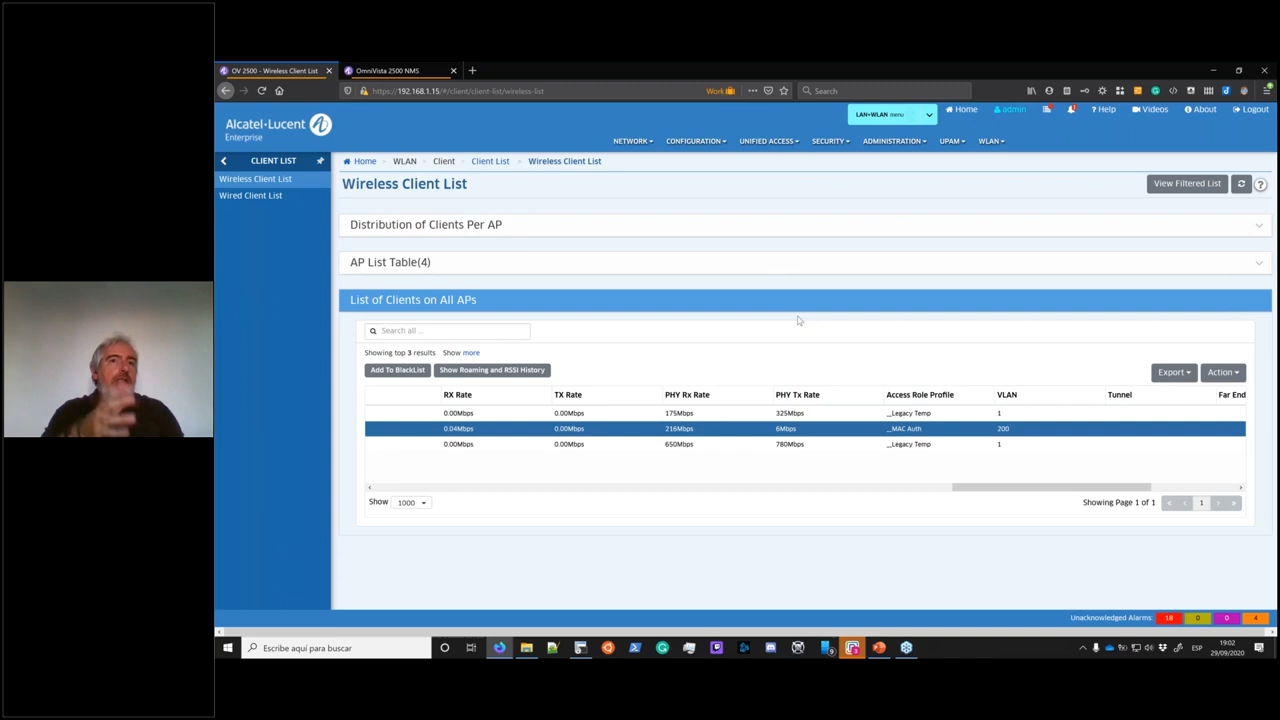 OV 2500 - Wireless Client List
OmniVista 2500 NMS
https://192.168.1.15/#/client/client-list/wireless-list
Work
Search
Alcatel-Lucent
Enterprise
LAN+WLAN menu
Home
admin
Help
Videos
About
Logout
NETWORK
CONFIGURATION
UNIFIED ACCESS
SECURITY
ADMINISTRATION
UPAM
WLAN
CLIENT LIST
Wireless Client List
Wired Client List
Home > WLAN > Client > Client List > Wireless Client List
Wireless Client List
View Filtered List
Distribution of Clients Per AP
AP List Table(4)
List of Clients on All APs
Search all ...
Showing top 3 results Show more
Add To BlackList
Show Roaming and RSSI History
Export
Action
RX Rate TX Rate PHY Rx Rate PHY Tx Rate Access Role Profile VLAN Tunnel Far End
0.00Mbps 0.00Mbps 175Mbps 325Mbps __Legacy Temp 1
0.04Mbps 0.00Mbps 216Mbps 6Mbps __MAC Auth 200
0.00Mbps 0.00Mbps 650Mbps 780Mbps __Legacy Temp 1
Show 1000
Showing Page 1 of 1
1
Unacknowledged Alarms: 18 0 0 4
Escribe aquí para buscar
ESP
19:02
29/09/2020